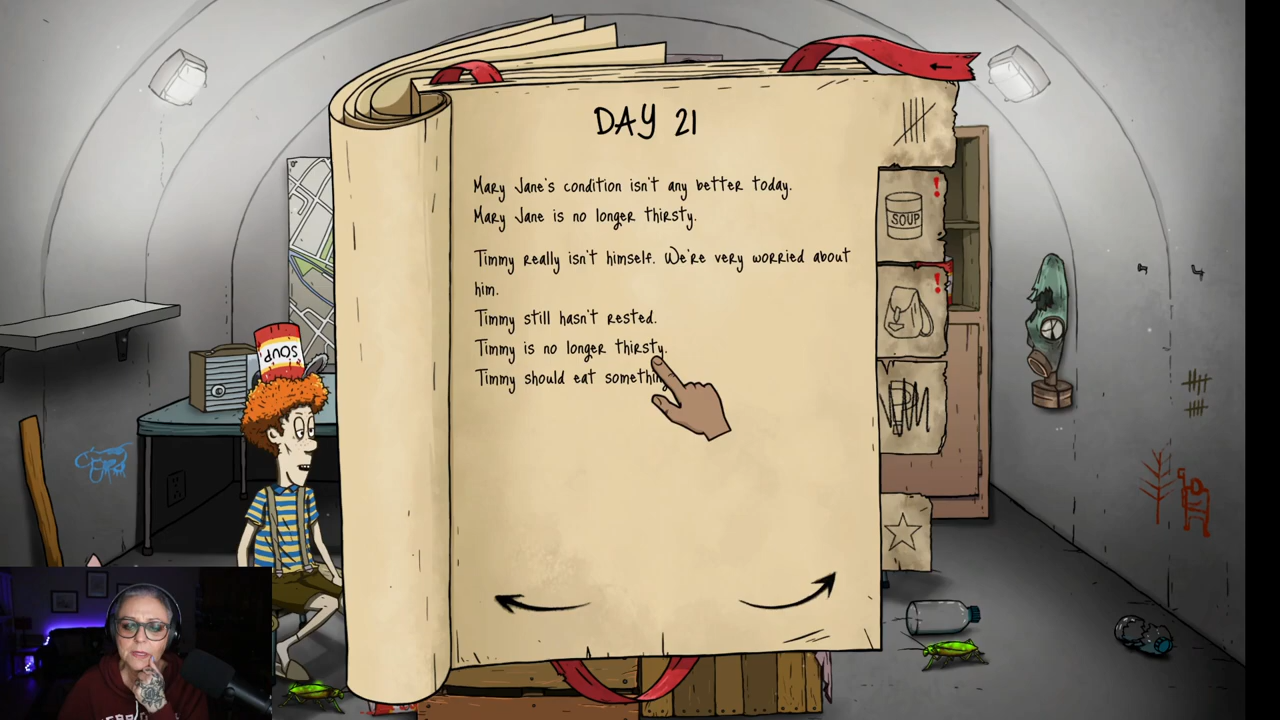 DAY 21
Mary Jane's condition isn't any better today.
Mary Jane is no longer thirsty.
Timmy really isn't himself. We're very worried about
him.
Timmy still hasn't rested.
Timmy is no longer thirsty.
Timmy should eat
SOUP
SOUP